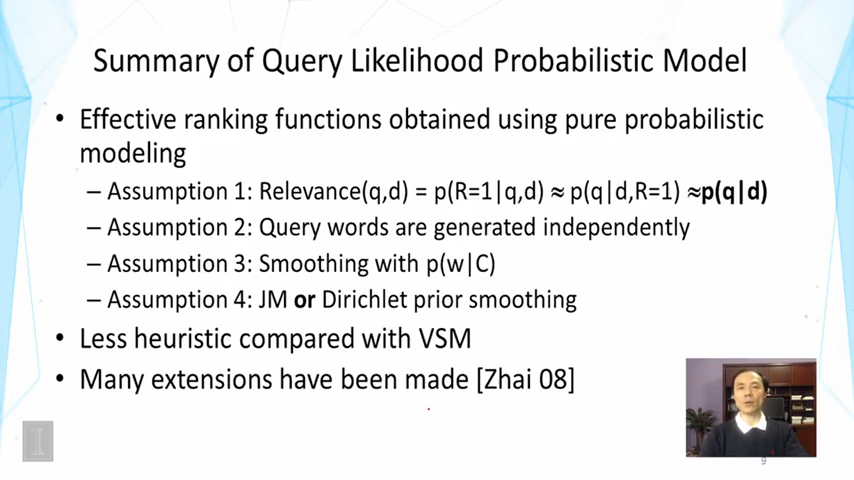 Summary of Query Likelihood Probabilistic Model
• Effective ranking functions obtained using pure probabilistic
modeling
– Assumption 1: Relevance(q,d) = p(R=1|q,d) ≈ p(q|d,R=1) ≈p(q|d)
– Assumption 2: Query words are generated independently
– Assumption 3: Smoothing with p(w|C)
– Assumption 4: JM or Dirichlet prior smoothing
• Less heuristic compared with VSM
• Many extensions have been made [Zhai 08]
I
9